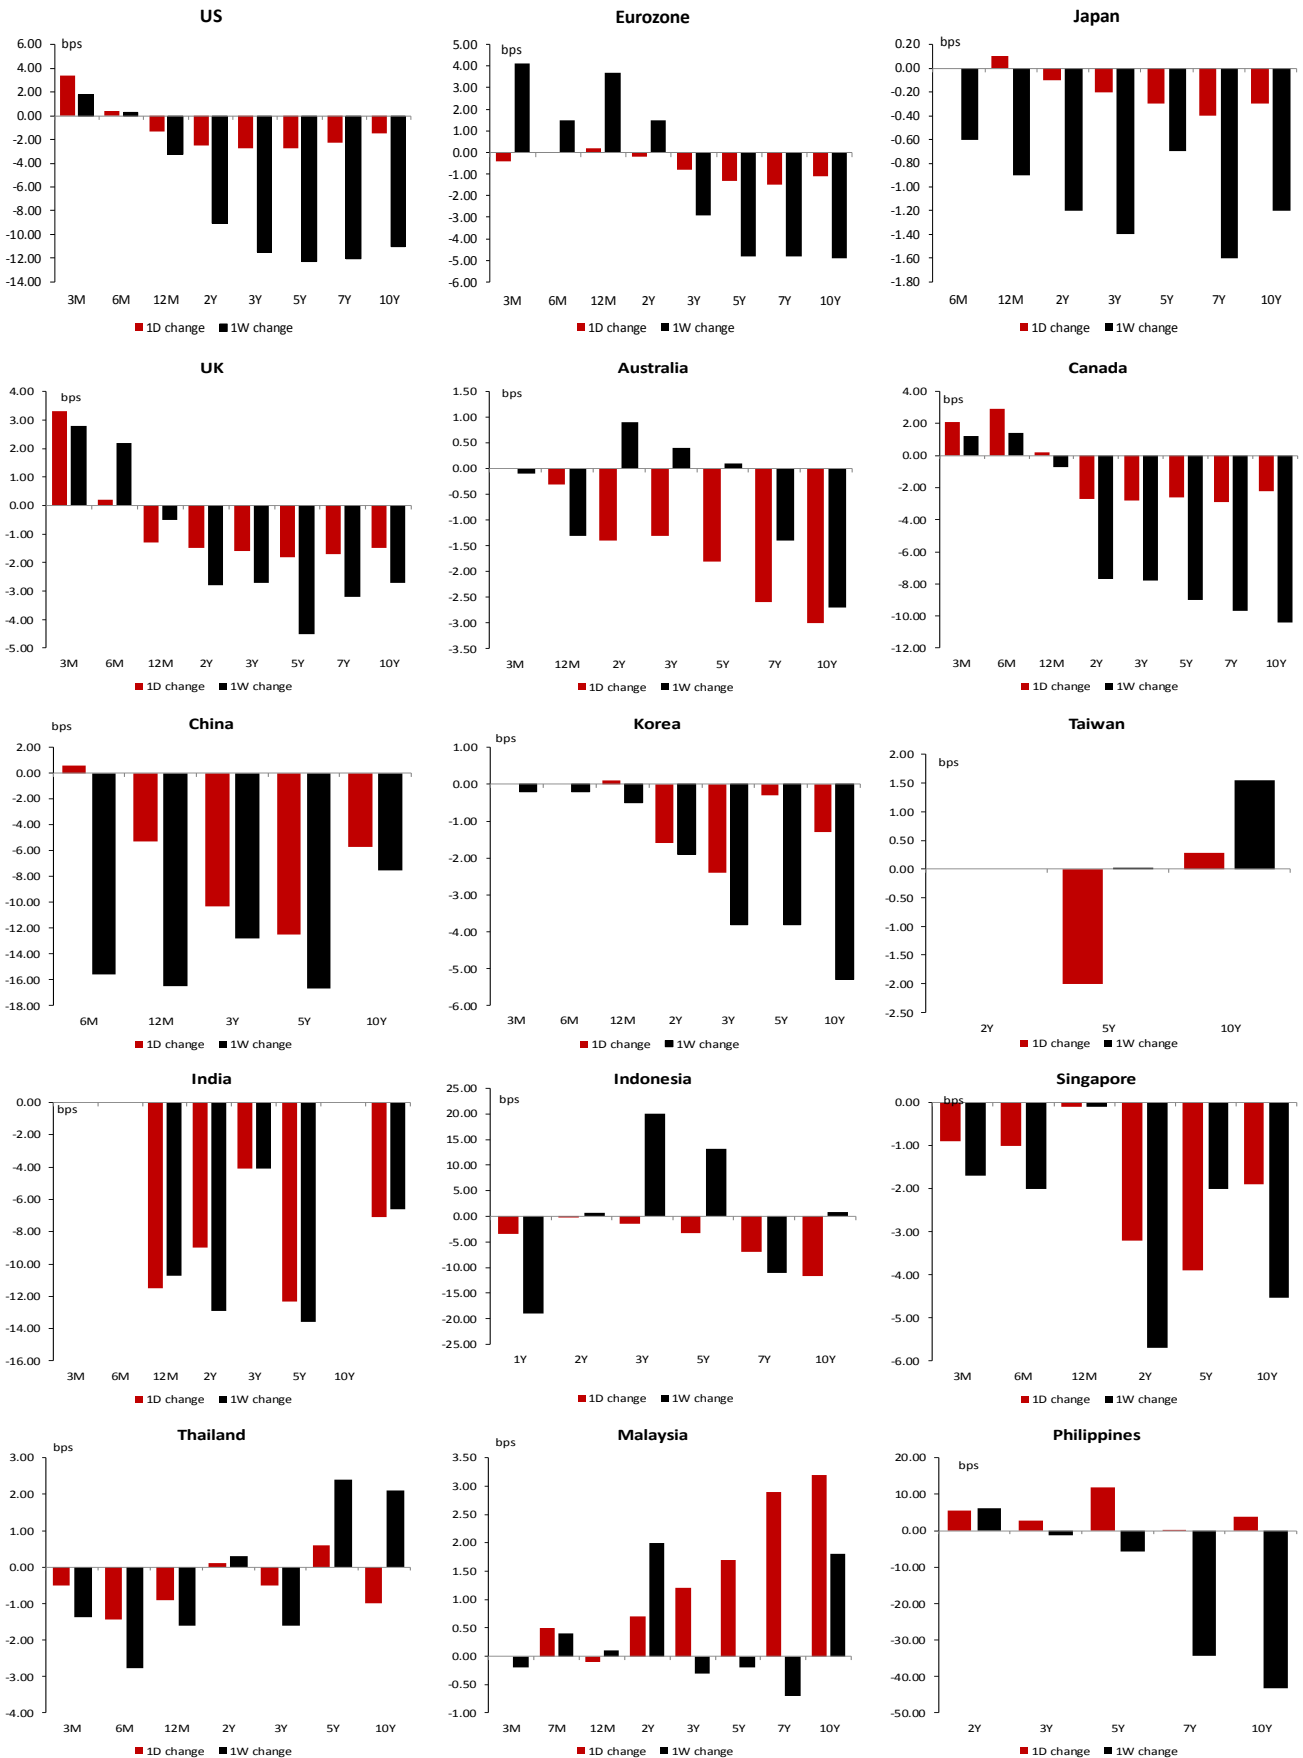 US
bps
6.00
4.00
2.00
0.00
-2.00
-4.00
-6.00
-8.00
-10.00
-12.00
-14.00
3M 6M 12M 2Y 3Y 5Y 7Y 10Y
1D change 1W change
Eurozone
bps
5.00
4.00
3.00
2.00
1.00
0.00
-1.00
-2.00
-3.00
-4.00
-5.00
-6.00
3M 6M 12M 2Y 3Y 5Y 7Y 10Y
1D change 1W change
Japan
bps
0.20
0.00
-0.20
-0.40
-0.60
-0.80
-1.00
-1.20
-1.40
-1.60
-1.80
6M 12M 2Y 3Y 5Y 7Y 10Y
1D change 1W change
UK
bps
4.00
3.00
2.00
1.00
0.00
-1.00
-2.00
-3.00
-4.00
-5.00
3M 6M 12M 2Y 3Y 5Y 7Y 10Y
1D change 1W change
Australia
bps
1.50
1.00
0.50
0.00
-0.50
-1.00
-1.50
-2.00
-2.50
-3.00
-3.50
3M 12M 2Y 3Y 5Y 7Y 10Y
1D change 1W change
Canada
bps
4.00
2.00
0.00
-2.00
-4.00
-6.00
-8.00
-10.00
-12.00
3M 6M 12M 2Y 3Y 5Y 7Y 10Y
1D change 1W change
China
bps
2.00
0.00
-2.00
-4.00
-6.00
-8.00
-10.00
-12.00
-14.00
-16.00
-18.00
6M 12M 3Y 5Y 10Y
1D change 1W change
Korea
bps
1.00
0.00
-1.00
-2.00
-3.00
-4.00
-5.00
-6.00
3M 6M 12M 2Y 3Y 5Y 10Y
1D change 1W change
Taiwan
bps
2.00
1.50
1.00
0.50
0.00
-0.50
-1.00
-1.50
-2.00
-2.50
2Y 5Y 10Y
1D change 1W change
India
bps
0.00
-2.00
-4.00
-6.00
-8.00
-10.00
-12.00
-14.00
-16.00
3M 6M 12M 2Y 3Y 5Y 10Y
1D change 1W change
Indonesia
bps
25.00
20.00
15.00
10.00
5.00
0.00
-5.00
-10.00
-15.00
-20.00
-25.00
1Y 2Y 3Y 5Y 7Y 10Y
1D change 1W change
Singapore
bps
0.00
-1.00
-2.00
-3.00
-4.00
-5.00
-6.00
3M 6M 12M 2Y 5Y 10Y
1D change 1W change
Thailand
bps
3.00
2.00
1.00
0.00
-1.00
-2.00
-3.00
-4.00
3M 6M 12M 2Y 3Y 5Y 10Y
1D change 1W change
Malaysia
bps
3.50
3.00
2.50
2.00
1.50
1.00
0.50
0.00
-0.50
-1.00
3M 7M 12M 2Y 3Y 5Y 7Y 10Y
1D change 1W change
Philippines
bps
20.00
10.00
0.00
-10.00
-20.00
-30.00
-40.00
-50.00
2Y 3Y 5Y 7Y 10Y
1D change 1W change